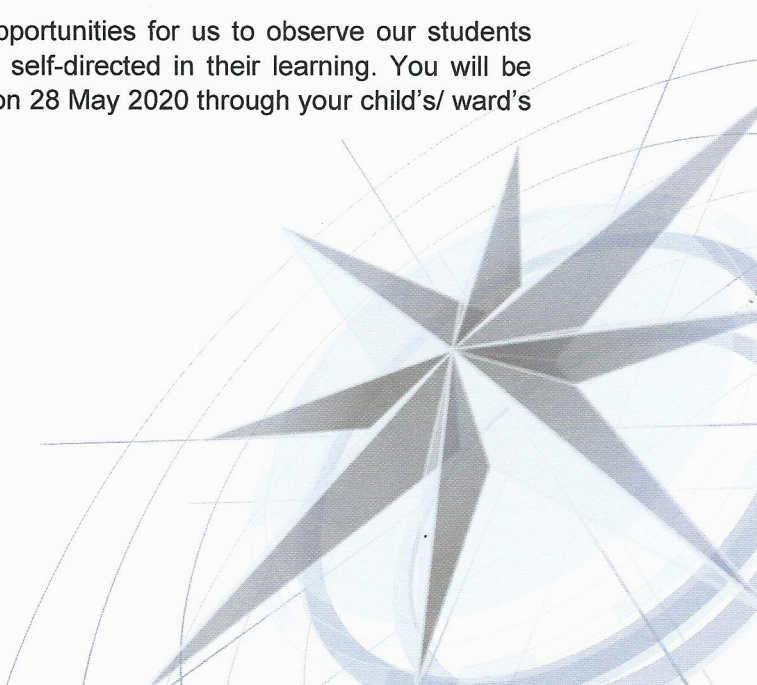 opportunities for us to observe our students
self-directed in their learning. You will be
on 28 May 2020 through your child's/ ward's